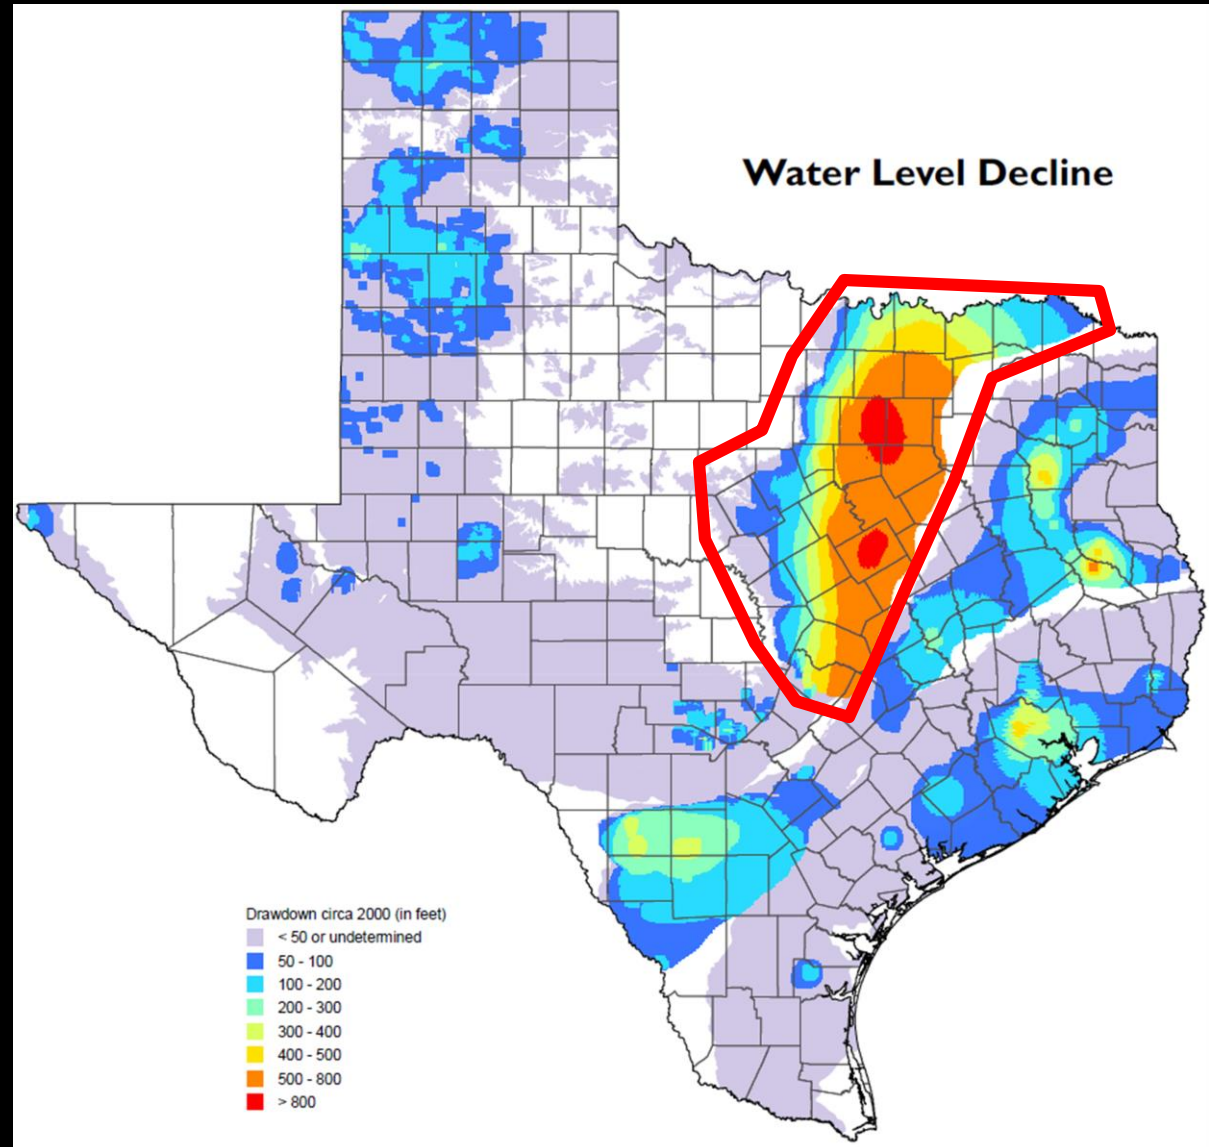 Water Level Decline
Drawdown circa 2000 (in feet)
< 50 or undetermined
50 - 100
100 - 200
200 - 300
300 - 400
400 - 500
500 - 800
> 800